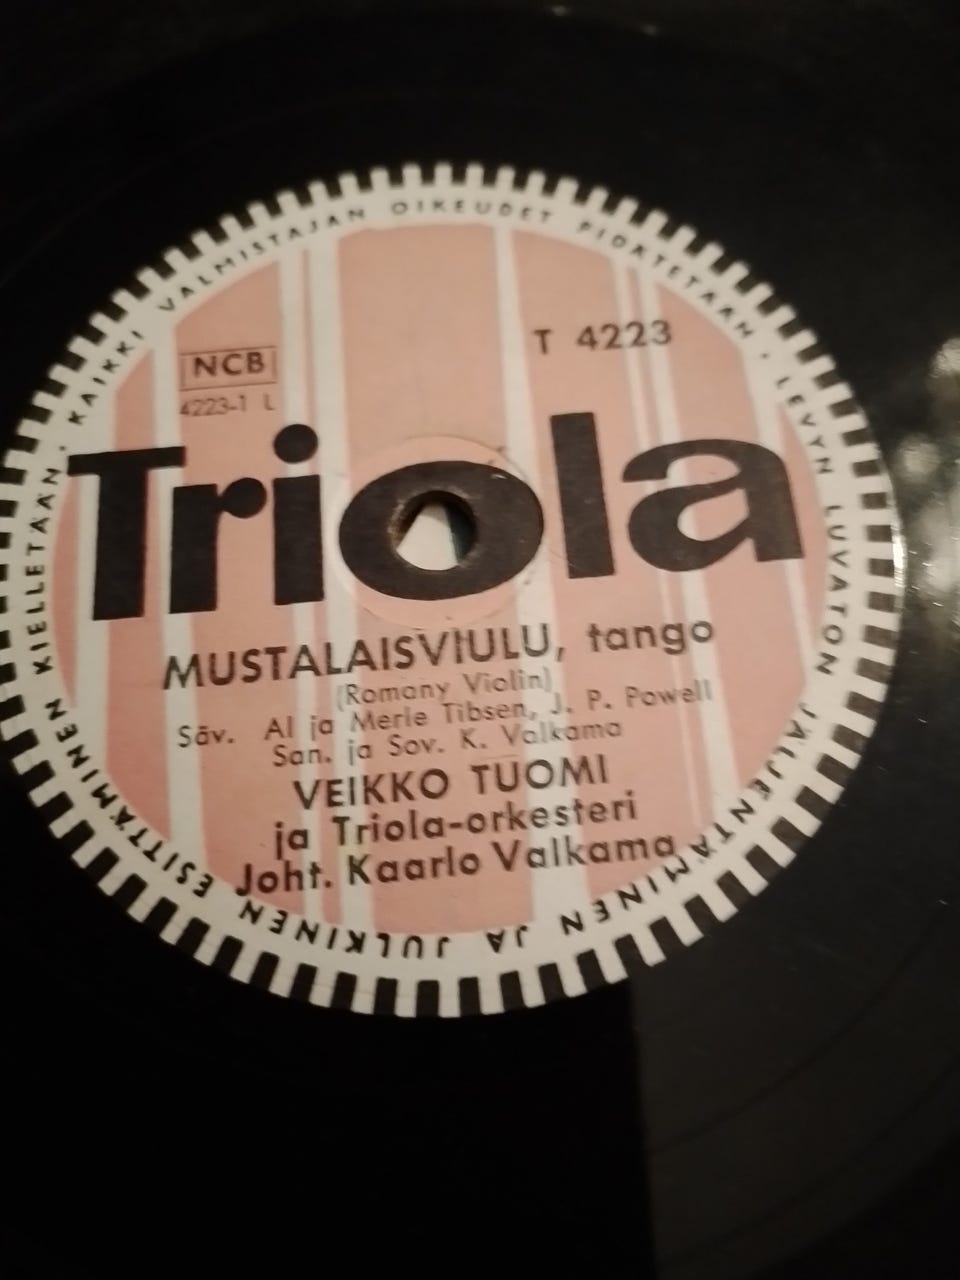 KAIKKI VALMISTAJAN OIKEUDET PIDÄTETÄÄN · LEVYN LUVATON JÄLJENTÄMINEN JA JULKINEN ESITTÄMINEN KIELLETÄÄN ·
NCB
T 4223
4223-1 L
Triola
MUSTALAISVIULU, tango
(Romany Violin)
Säv. Al ja Merle Tibsen, J. P. Powell
San. ja Sov. K. Valkama
VEIKKO TUOMI
ja Triola-orkesteri
Joht. Kaarlo Valkama